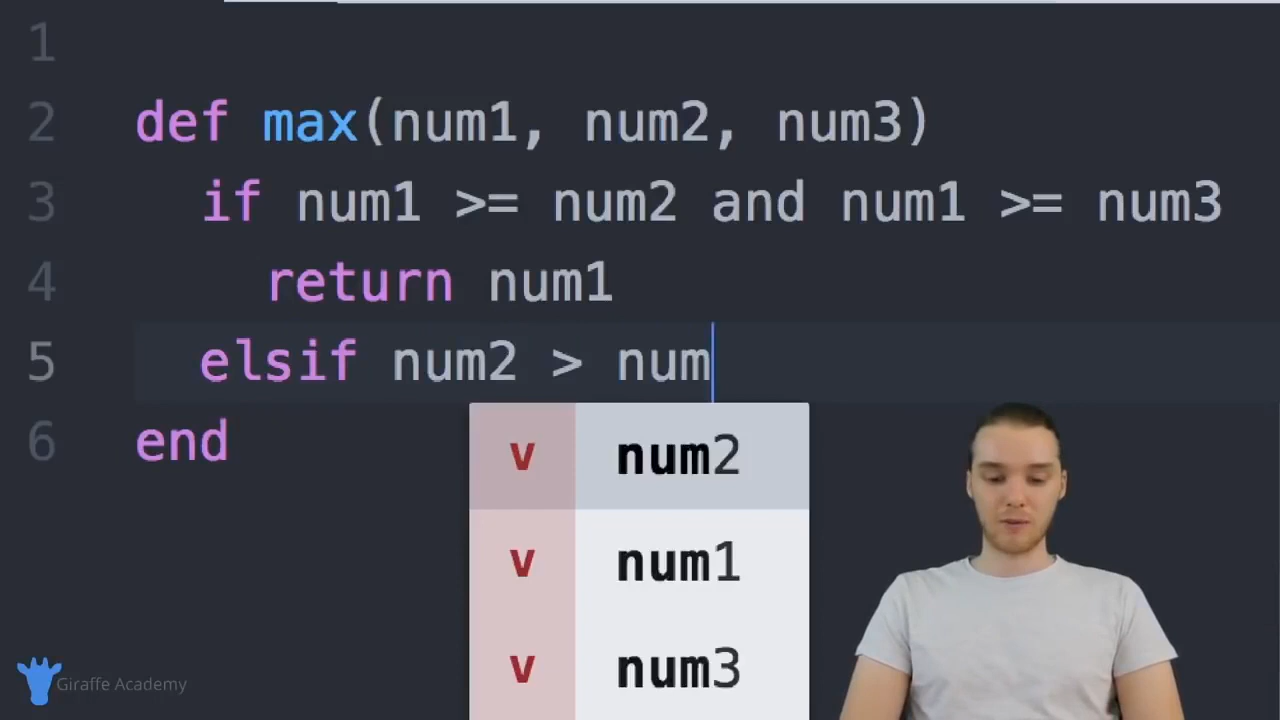 1
2 def max(num1, num2, num3)
3 if num1 >= num2 and num1 >= num3
4 return num1
5 elsif num2 > num
6 end
v num2
v num1
v num3
Giraffe Academy